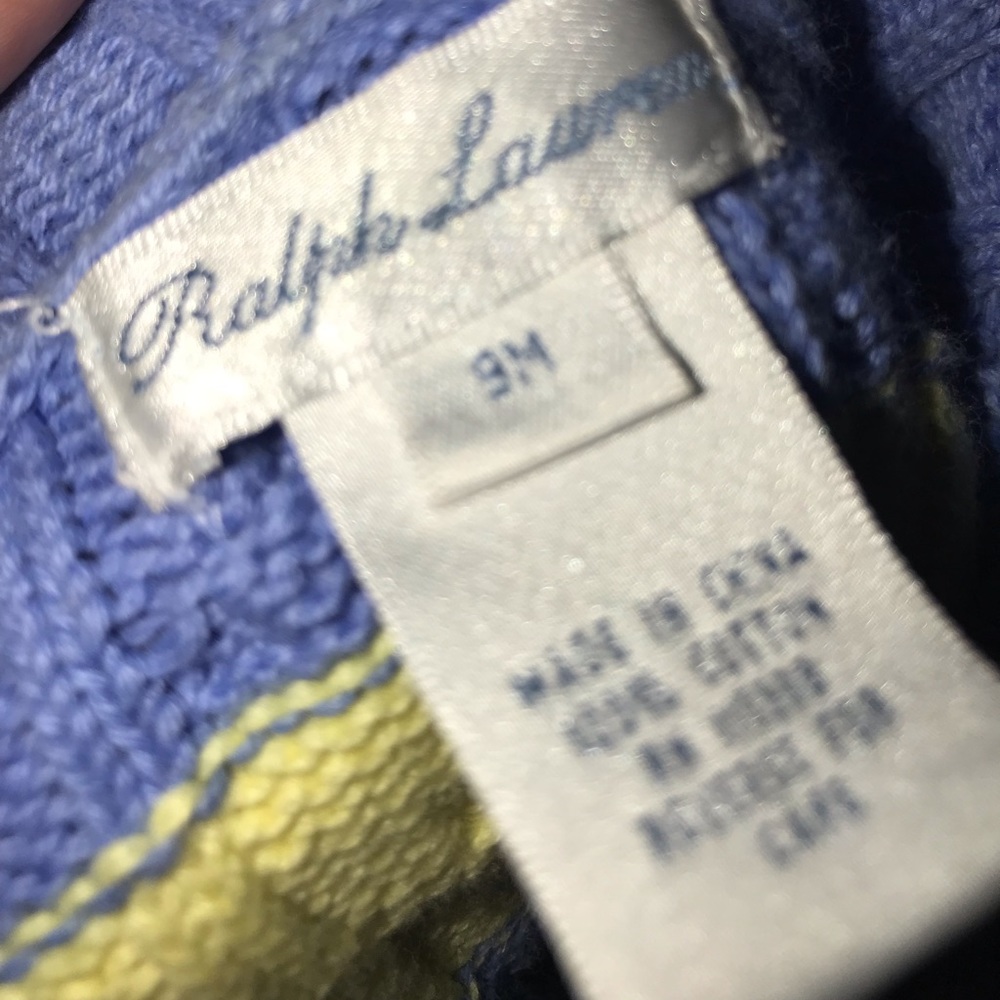 Ralph Lauren
9M
MADE IN CHINA
100% COTTON
REVERSE FOR
CARE